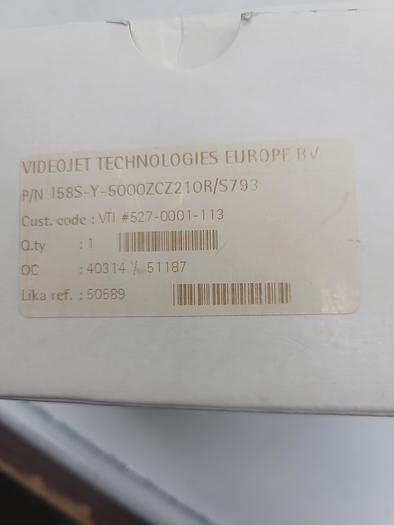 VIDEOJET TECHNOLOGIES EUROPE BV
P/N I58S-Y-5000ZCZ210R/S793
Cust. code : VTI #527-0001-113
Q.ty : 1
OC : 40314 / 51187
Lika ref. : 50589